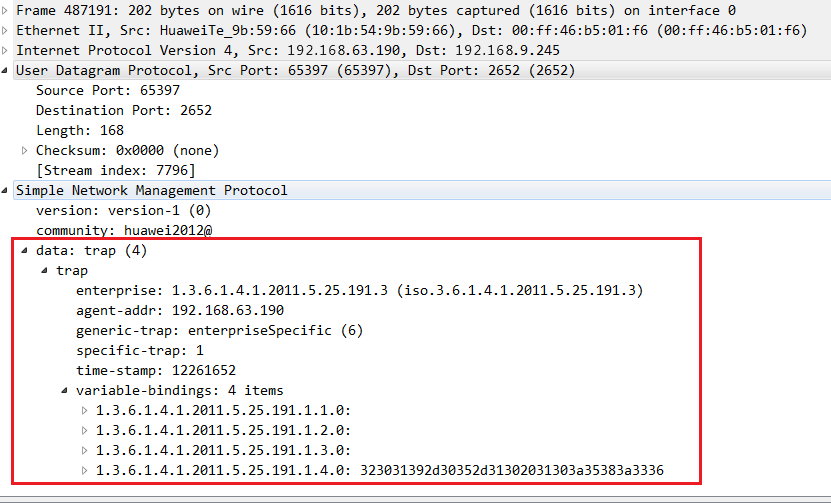 Frame 487191: 202 bytes on wire (1616 bits), 202 bytes captured (1616 bits) on interface 0
Ethernet II, Src: HuaweiTe_9b:59:66 (10:1b:54:9b:59:66), Dst: 00:ff:46:b5:01:f6 (00:ff:46:b5:01:f6)
Internet Protocol Version 4, Src: 192.168.63.190, Dst: 192.168.9.245
User Datagram Protocol, Src Port: 65397 (65397), Dst Port: 2652 (2652)
Source Port: 65397
Destination Port: 2652
Length: 168
Checksum: 0x0000 (none)
[Stream index: 7796]
Simple Network Management Protocol
version: version-1 (0)
community: huawei2012@
data: trap (4)
trap
enterprise: 1.3.6.1.4.1.2011.5.25.191.3 (iso.3.6.1.4.1.2011.5.25.191.3)
agent-addr: 192.168.63.190
generic-trap: enterpriseSpecific (6)
specific-trap: 1
time-stamp: 12261652
variable-bindings: 4 items
1.3.6.1.4.1.2011.5.25.191.1.1.0:
1.3.6.1.4.1.2011.5.25.191.1.2.0:
1.3.6.1.4.1.2011.5.25.191.1.3.0:
1.3.6.1.4.1.2011.5.25.191.1.4.0: 323031392d30352d31302031303a35383a3336